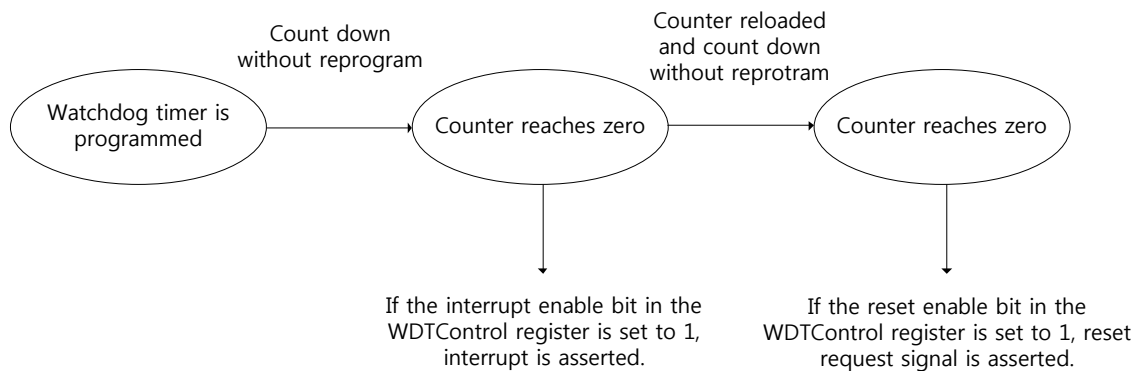 Count down
without reprogram
Counter reloaded
and count down
without reprotram
Watchdog timer is
programmed
Counter reaches zero
Counter reaches zero
If the interrupt enable bit in the
WDTControl register is set to 1,
interrupt is asserted.
If the reset enable bit in the
WDTControl register is set to 1, reset
request signal is asserted.